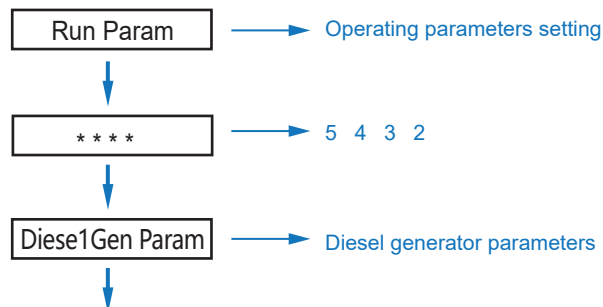 Run Param
Operating parameters setting
* * * *
5 4 3 2
Diese1Gen Param
Diesel generator parameters